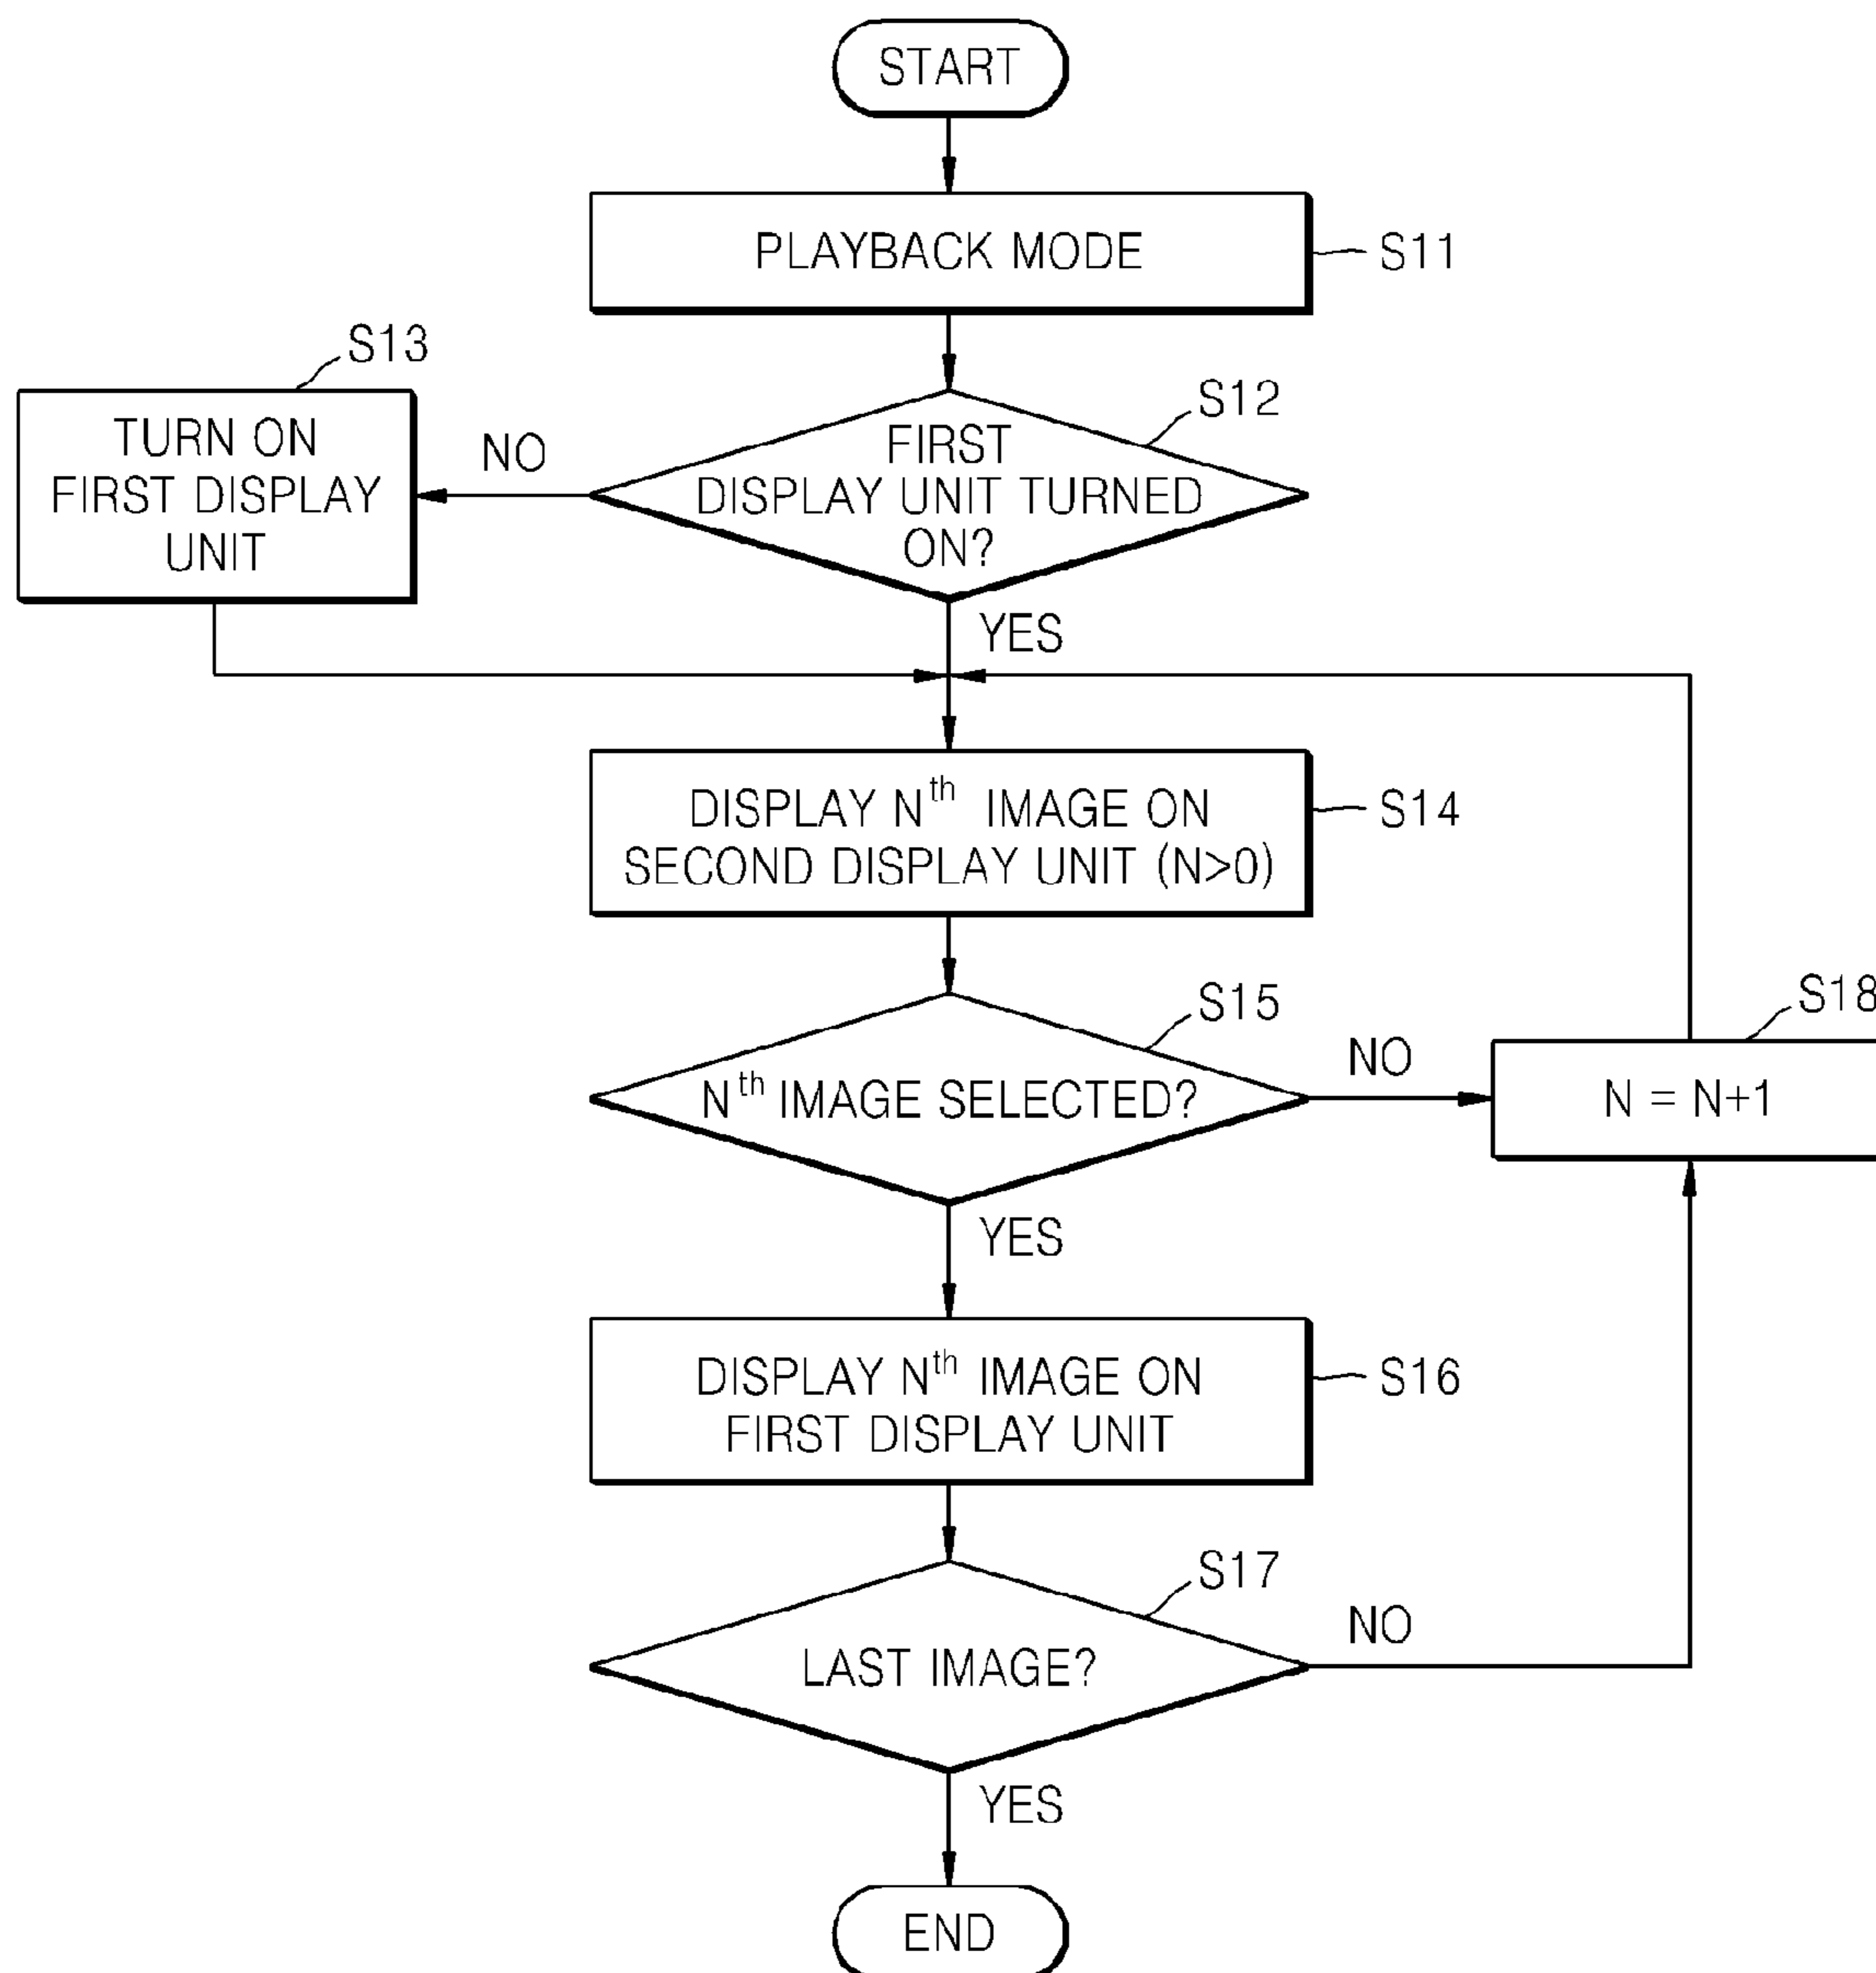 START
PLAYBACK MODE
S11
S13
S12
TURN ON
FIRST DISPLAY
UNIT
NO
FIRST
DISPLAY UNIT TURNED
ON?
YES
DISPLAY Nth IMAGE ON
SECOND DISPLAY UNIT (N>0)
S14
S15
Nth IMAGE SELECTED?
NO
S18
N = N+1
YES
DISPLAY Nth IMAGE ON
FIRST DISPLAY UNIT
S16
S17
LAST IMAGE?
NO
YES
END